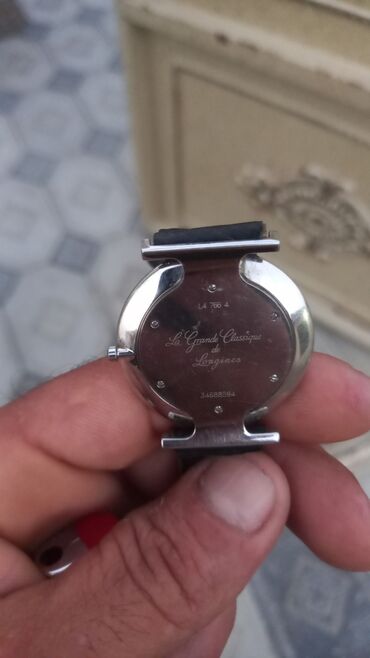 L4 766 4
La Grande Classique
de
Longines
34688594